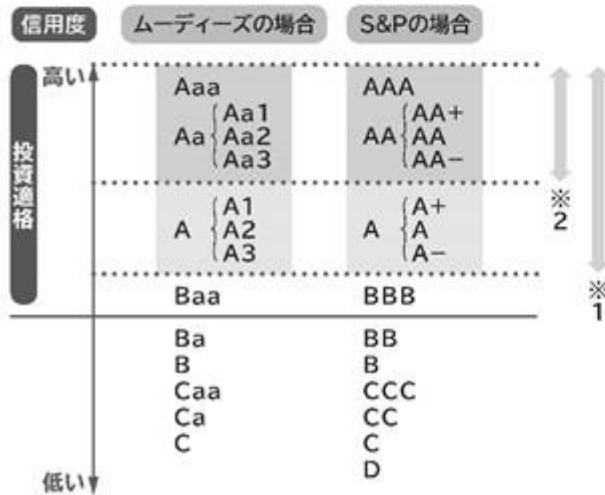 信用度 ムーディーズの場合 S&Pの場合
高い
投資適格
Aaa AAA
Aa1 AA+
Aa Aa2 AA AA
Aa3 AA−
※2
A1 A+
A A2 A A
A3 A−
Baa BBB
※1
Ba BB
B B
Caa CCC
Ca CC
C C
D
低い